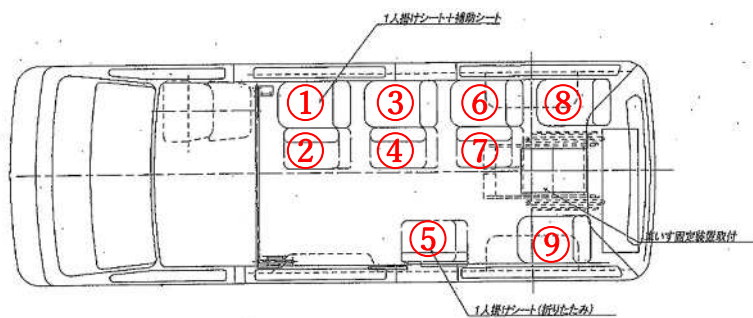 1人掛けシート+補助シート
① ③ ⑥ ⑧
② ④ ⑦
⑤ ⑨
車いす固定装置取付
1人掛けシート(折りたたみ)